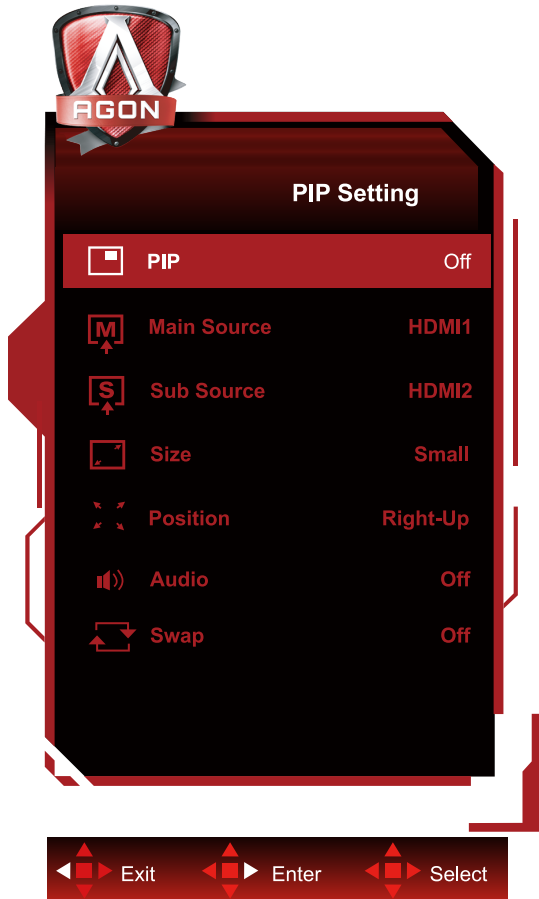 AGON
PIP Setting
PIP Off
M Main Source HDMI1
S Sub Source HDMI2
Size Small
Position Right-Up
Audio Off
Swap Off
Exit Enter Select